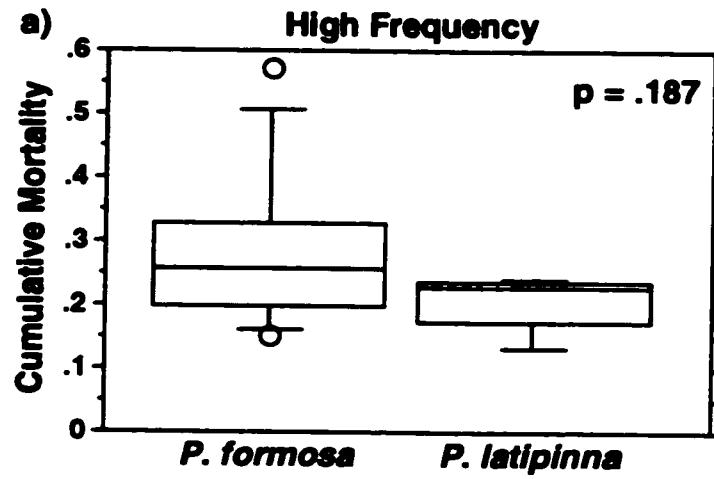 a) High Frequency
p = .187
Cumulative Mortality
.6
.5
.4
.3
.2
.1
0
P. formosa P. latipinna